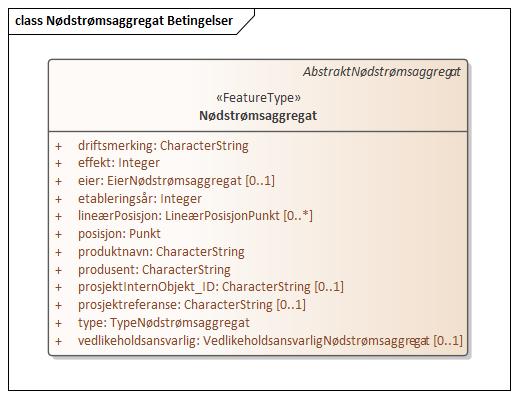 class Nødstrømsaggregat Betingelser
AbstraktNødstrømsaggregat
«FeatureType»
Nødstrømsaggregat
+ driftsmerking: CharacterString
+ effekt: Integer
+ eier: EierNødstrømsaggregat [0..1]
+ etableringsår: Integer
+ lineærPosisjon: LineærPosisjonPunkt [0..*]
+ posisjon: Punkt
+ produktnavn: CharacterString
+ produsent: CharacterString
+ prosjektInternObjekt_ID: CharacterString [0..1]
+ prosjektreferanse: CharacterString [0..1]
+ type: TypeNødstrømsaggregat
+ vedlikeholdsansvarlig: VedlikeholdsansvarligNødstrømsaggregat [0..1]